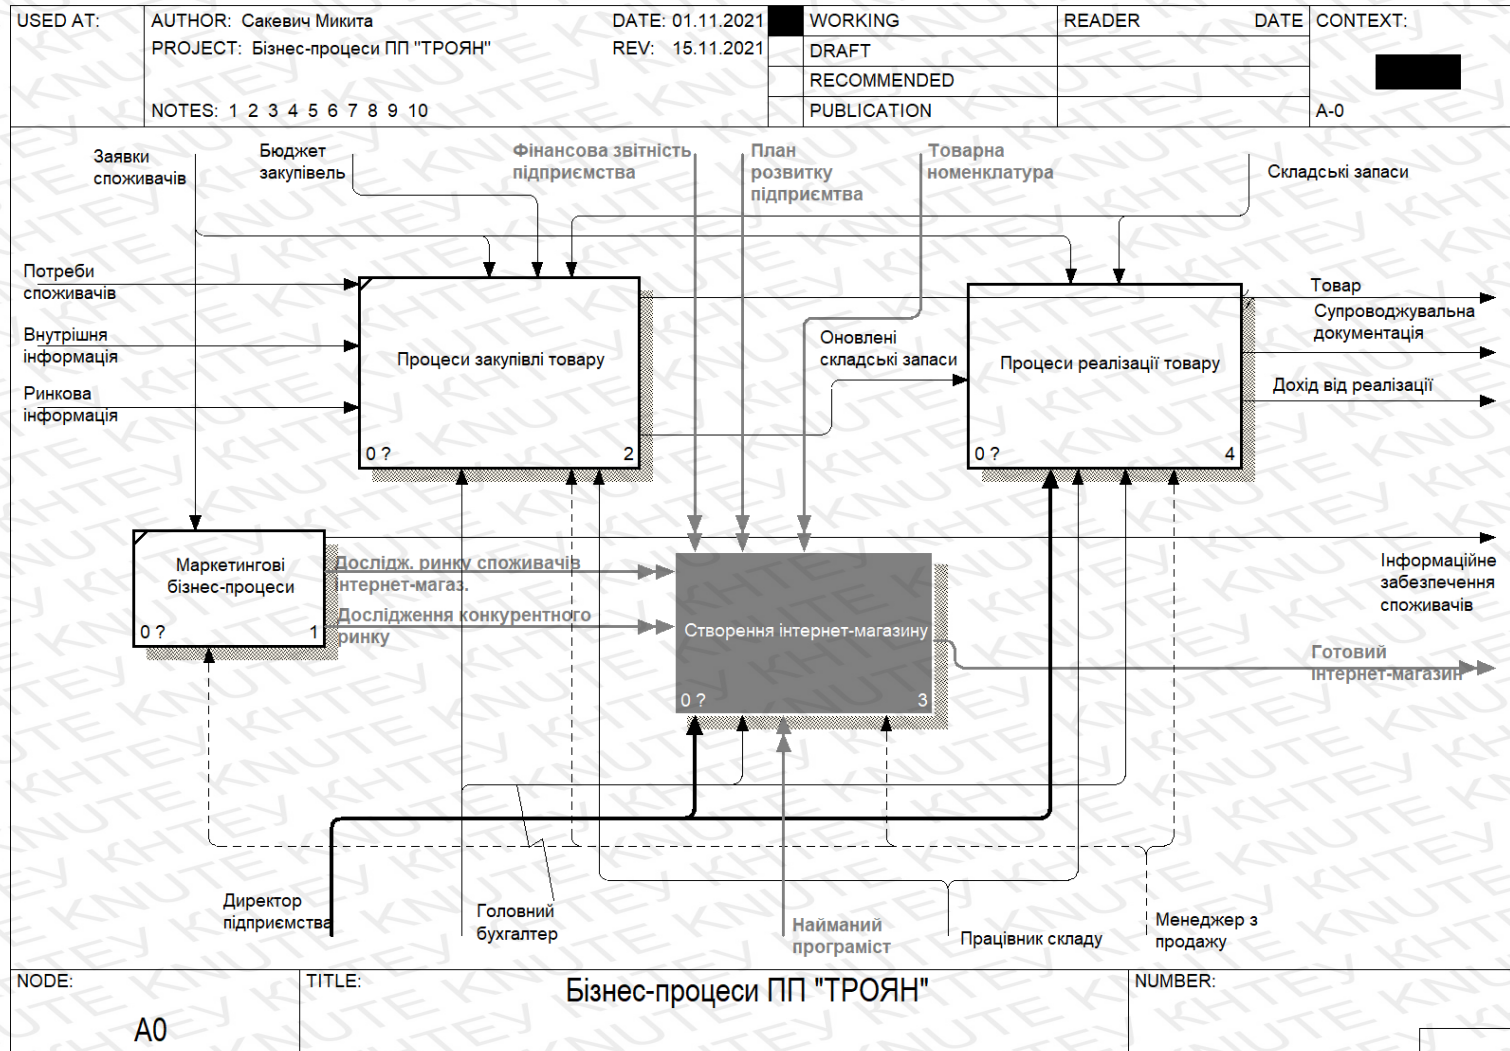 USED AT:
AUTHOR: Сакевич Микита
DATE: 01.11.2021
WORKING
READER
DATE
CONTEXT:
PROJECT: Бізнес-процеси ПП "ТРОЯН"
REV: 15.11.2021
DRAFT
RECOMMENDED
NOTES: 1 2 3 4 5 6 7 8 9 10
PUBLICATION
A-0
Заявки
споживачів
Бюджет
закупівель
Фінансова звітність
підприємства
План
розвитку
підприємтва
Товарна
номенклатура
Складські запаси
Потреби
споживачів
Внутрішня
інформація
Ринкова
інформація
Процеси закупівлі товару
0 ?
2
Оновлені
складські запаси
Процеси реалізації товару
0 ?
4
Товар
Супроводжувальна
документація
Дохід від реалізації
Маркетингові
бізнес-процеси
0 ?
1
Дослідж. ринку споживачів
інтернет-магаз.
Дослідження конкурентного
ринку
Створення інтернет-магазину
0 ?
3
Інформаційне
забезпечення
споживачів
Готовий
інтернет-магазин
Директор
підприємства
Головний
бухгалтер
Найманий
програміст
Працівник складу
Менеджер з
продажу
NODE:
TITLE:
NUMBER:
A0
Бізнес-процеси ПП "ТРОЯН"
KNUTE